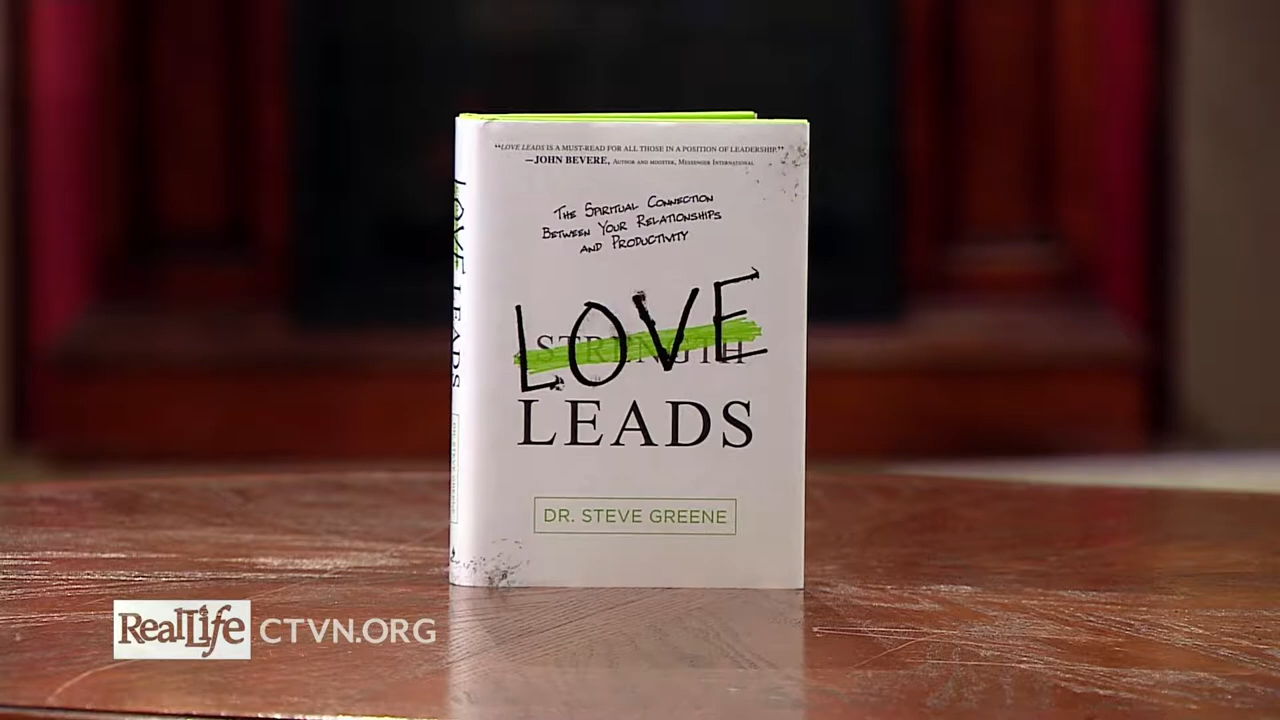 “LOVE LEADS IS A MUST-READ FOR ALL THOSE IN A POSITION OF LEADERSHIP.”
—JOHN BEVERE, AUTHOR AND MINISTER, MESSENGER INTERNATIONAL
THE SPIRITUAL CONNECTION
BETWEEN YOUR RELATIONSHIPS
AND PRODUCTIVITY
LOVE
STRENGTH
LEADS
DR. STEVE GREENE
LOVE LEADS
DR. STEVE GREENE
RealLife CTVN.ORG